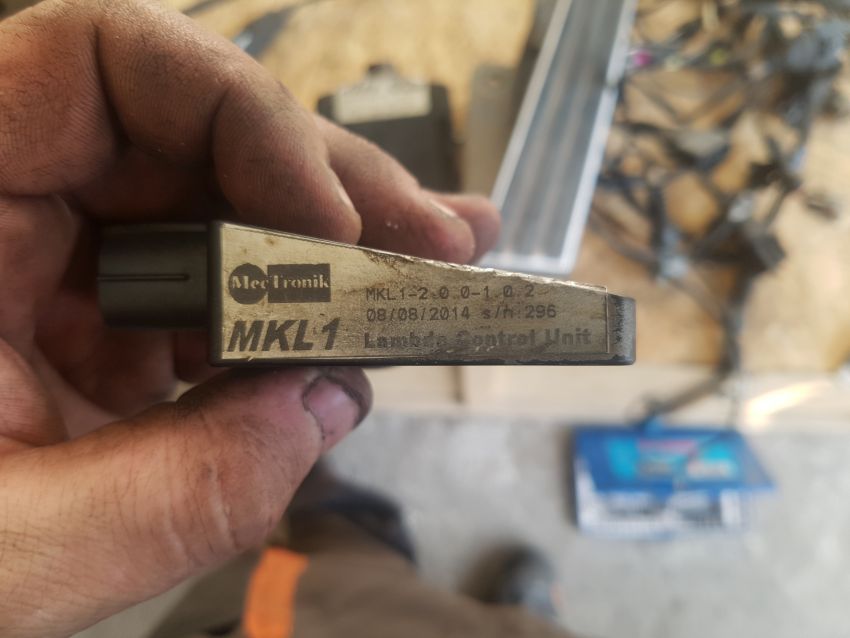 MecTronik
MKL1
MKL1-2.0.0-1.0.2
08/08/2014 s/n 296
Lambda Control Unit